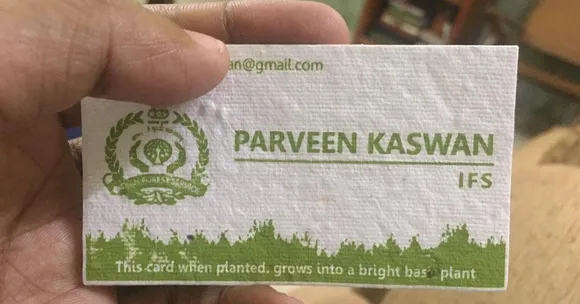 an@gmail.com
PARVEEN KASWAN
IFS
This card when planted, grows into a bright basil plant